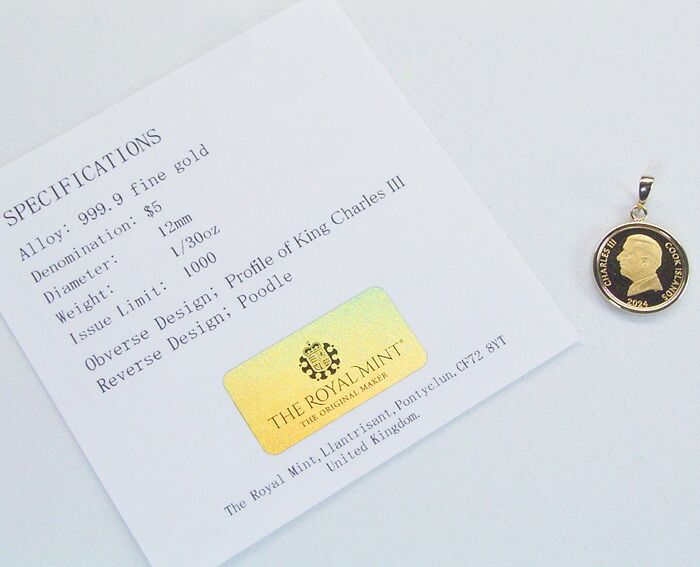 SPECIFICATIONS
Alloy: 999.9 fine gold
Denomination: $5
Diameter: 12mm
Weight: 1/30oz
Issue Limit: 1000
Obverse Design; Profile of King Charles III
Reverse Design; Poodle
THE ROYAL MINT®
THE ORIGINAL MAKER
The Royal Mint, Llantrisant, Pontyclun, CF72 8YT
United Kingdom.
CHARLES III
COOK ISLANDS
2024